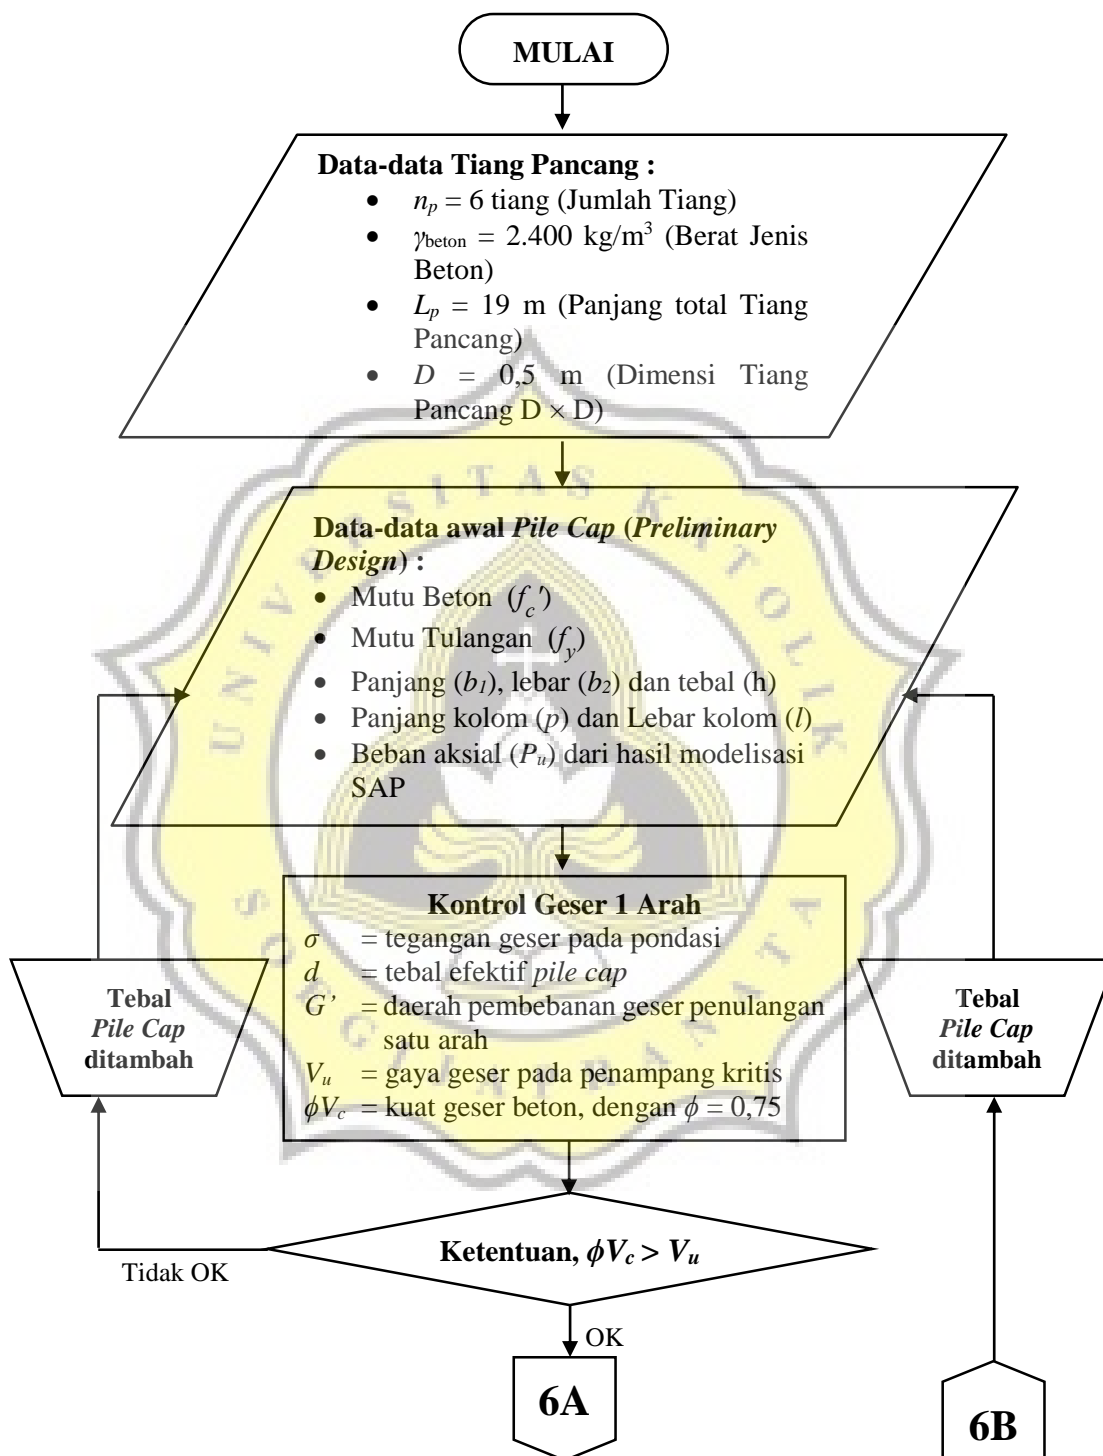 MULAI
Data-data Tiang Pancang :
• n_p = 6 tiang (Jumlah Tiang)
• γ_beton = 2.400 kg/m³ (Berat Jenis
Beton)
• L_p = 19 m (Panjang total Tiang
Pancang)
• D = 0,5 m (Dimensi Tiang
Pancang D × D)
Data-data awal Pile Cap (Preliminary
Design) :
• Mutu Beton (f_c')
• Mutu Tulangan (f_y)
• Panjang (b₁), lebar (b₂) dan tebal (h)
• Panjang kolom (p) dan Lebar kolom (l)
• Beban aksial (P_u) dari hasil modelisasi
SAP
Kontrol Geser 1 Arah
σ = tegangan geser pada pondasi
d = tebal efektif pile cap
G' = daerah pembebanan geser penulangan
satu arah
V_u = gaya geser pada penampang kritis
ϕV_c = kuat geser beton, dengan ϕ = 0,75
Tebal
Pile Cap
ditambah
Tebal
Pile Cap
ditambah
Ketentuan, ϕV_c > V_u
Tidak OK
OK
6A
6B
UNIVERSITAS KATOLIK
SOEGIJAPRANATA